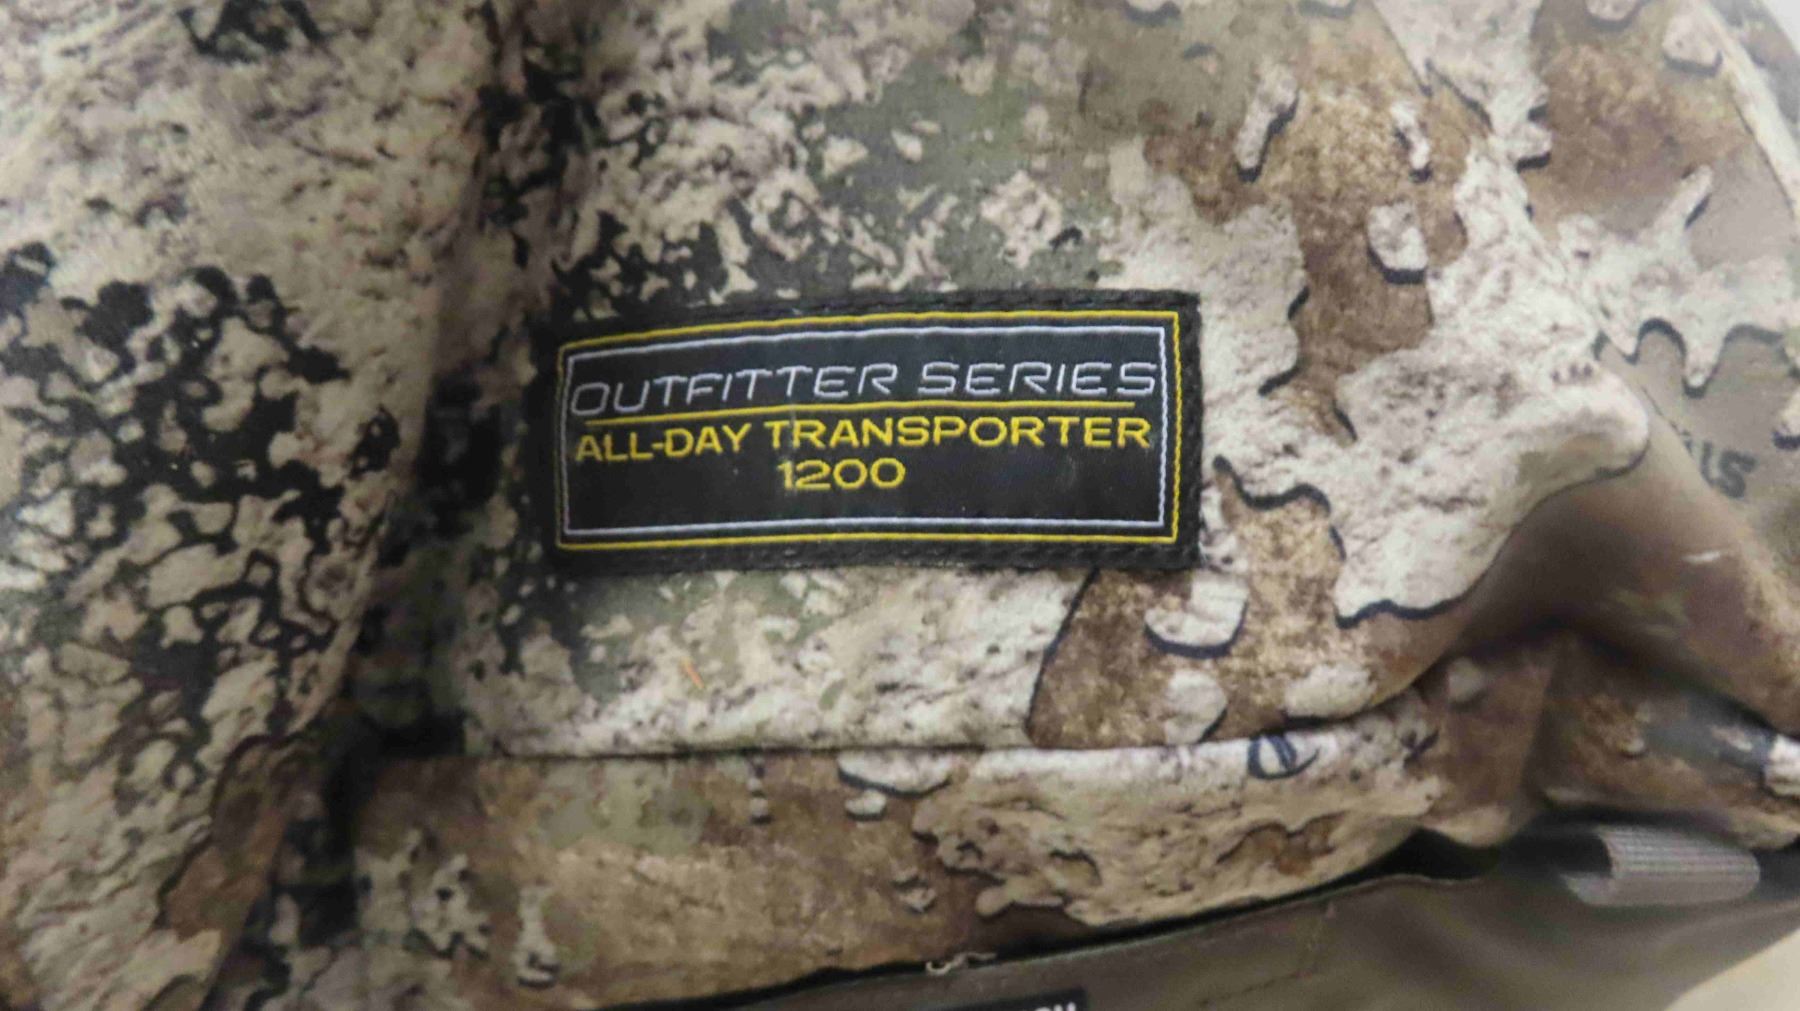 OUTFITTER SERIES
ALL-DAY TRANSPORTER
1200